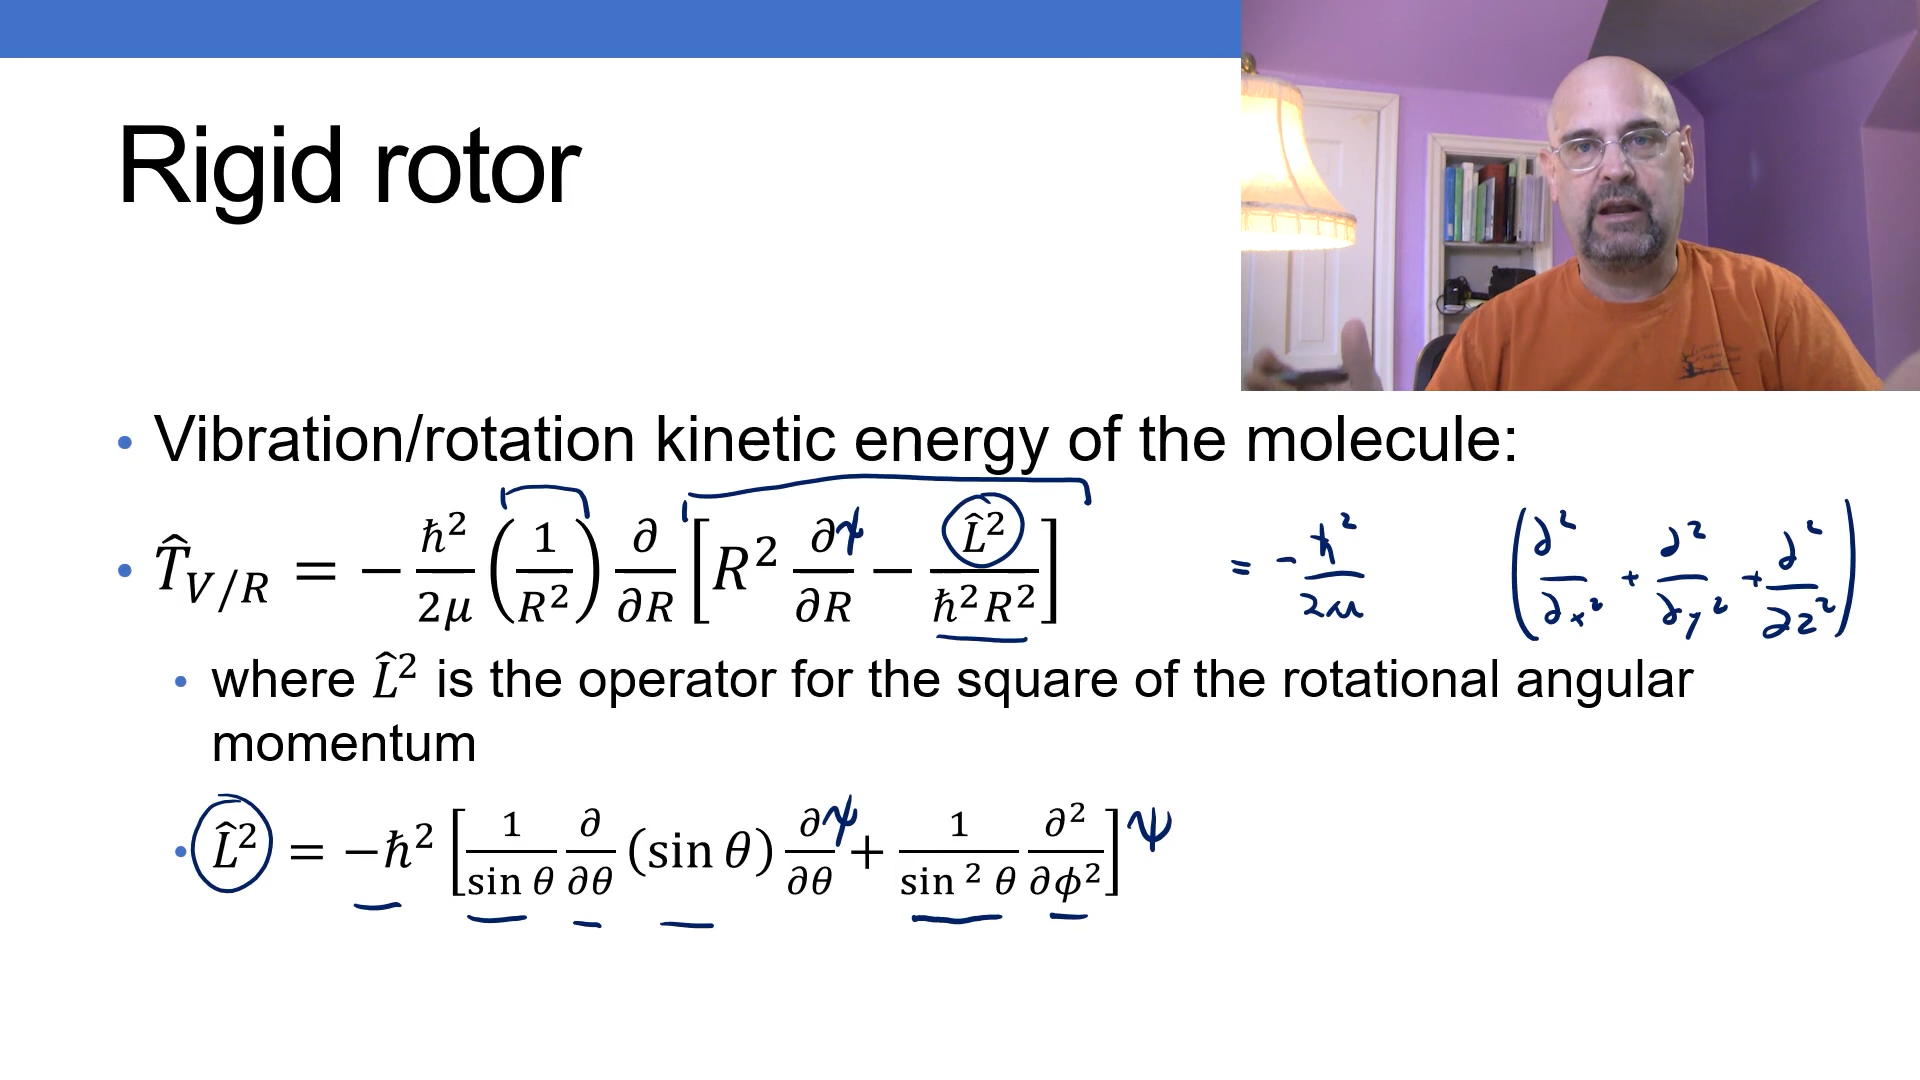 Rigid rotor
• Vibration/rotation kinetic energy of the molecule:
• T̂_V/R = −ℏ²/2μ (1/R²) ∂/∂R [R² ∂ψ/∂R − L̂²/ℏ²R²] = −ℏ²/2μ (∂²/∂x² + ∂²/∂y² + ∂²/∂z²)
• where L̂² is the operator for the square of the rotational angular
momentum
• L̂² = −ℏ² [1/sin θ ∂/∂θ (sin θ) ∂ψ/∂θ + 1/sin² θ ∂²/∂ϕ²] ψ